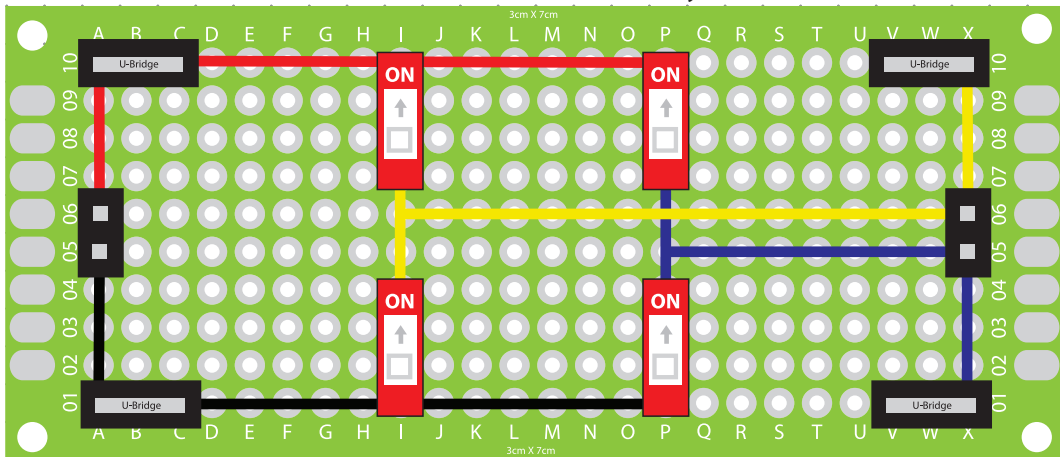 3cm X 7cm
A B C D E F G H I J K L M N O P Q R S T U V W X
10 U-Bridge ON ON U-Bridge 10
09 09
08 08
07 07
06 06
05 05
04 04
ON ON
03 03
02 02
01 U-Bridge U-Bridge 01
A B C D E F G H I J K L M N O P Q R S T U V W X
3cm X 7cm